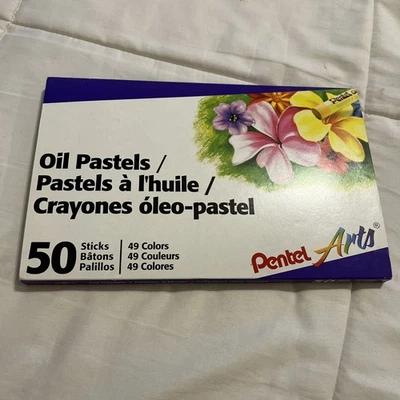 Oil Pastels /
Pastels à l'huile /
Crayones óleo-pastel
50
Sticks
Bâtons
Palillos
49 Colors
49 Couleurs
49 Colores
Pentel Arts®